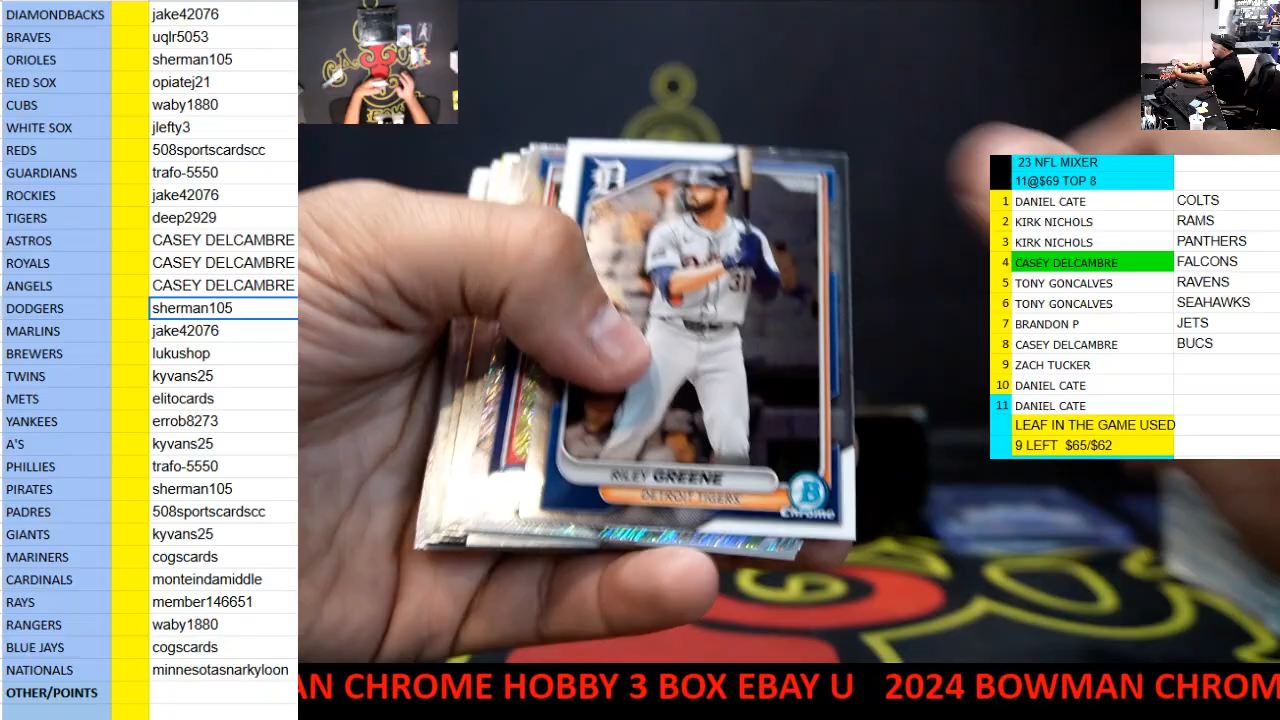 DIAMONDBACKS jake42076
BRAVES uqlr5053
ORIOLES sherman105
RED SOX opiatej21
CUBS waby1880
WHITE SOX jlefty3
REDS 508sportscardscc
GUARDIANS trafo-5550
ROCKIES jake42076
TIGERS deep2929
ASTROS CASEY DELCAMBRE
ROYALS CASEY DELCAMBRE
ANGELS CASEY DELCAMBRE
DODGERS sherman105
MARLINS jake42076
BREWERS lukushop
TWINS kyvans25
METS elitocards
YANKEES errob8273
A'S kyvans25
PHILLIES trafo-5550
PIRATES sherman105
PADRES 508sportscardscc
GIANTS kyvans25
MARINERS cogscards
CARDINALS monteindamiddle
RAYS member146651
RANGERS waby1880
BLUE JAYS cogscards
NATIONALS minnesotasnarkyloon
OTHER/POINTS
D
31
RILEY GREENE
DETROIT TIGERS
B
Chrome
23 NFL MIXER
11@$69 TOP 8
1 DANIEL CATE COLTS
2 KIRK NICHOLS RAMS
3 KIRK NICHOLS PANTHERS
4 CASEY DELCAMBRE FALCONS
5 TONY GONCALVES RAVENS
6 TONY GONCALVES SEAHAWKS
7 BRANDON P JETS
8 CASEY DELCAMBRE BUCS
9 ZACH TUCKER
10 DANIEL CATE
11 DANIEL CATE
LEAF IN THE GAME USED
9 LEFT $65/$62
AN CHROME HOBBY 3 BOX EBAY U 2024 BOWMAN CHROM